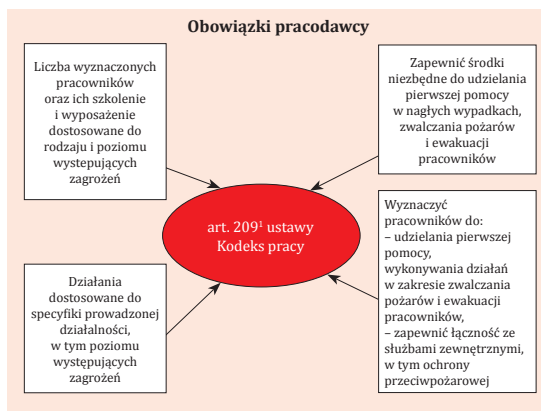 Obowiązki pracodawcy
Liczba wyznaczonych
pracowników
oraz ich szkolenie
i wyposażenie
dostosowane do
rodzaju i poziomu
wystepujących
zagrożeń
Zapewnić środki
niezbędne do udzielania
pierwszej pomocy
w nagłych wypadkach,
zwalczania pożarów
i ewakuacji
pracowników
art. 209¹ ustawy
Kodeks pracy
Działania
dostosowane do
specyfiki prowadzonej
działalności,
w tym poziomu
występujących
zagrożeń
Wyznaczyć
pracowników do:
– udzielania pierwszej
pomocy,
wykonywania działań
w zakresie zwalczania
pożarów i ewakuacji
pracowników,
– zapewnić łączność ze
służbami zewnętrznymi,
w tym ochrony
przeciwpożarowej